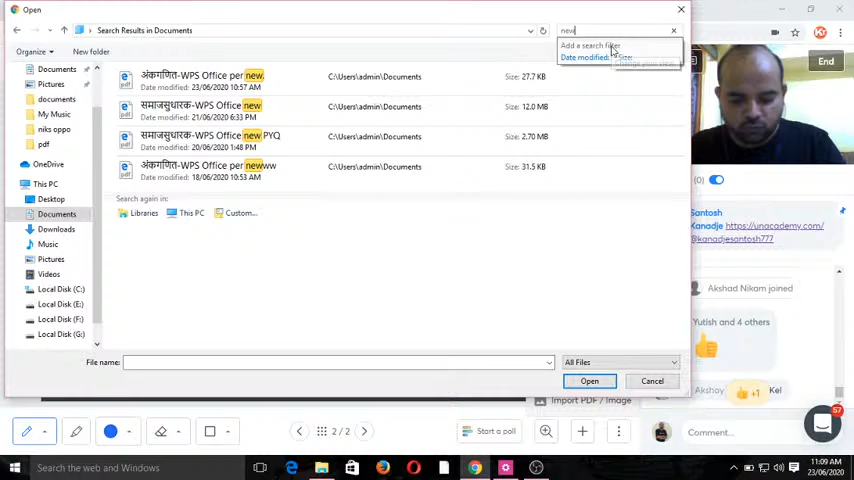 Open
Search Results in Documents
new
Organize
New folder
Add a search filter
Date modified: Size:
End
Documents
Pictures
documents
My Music
niks oppo
pdf
OneDrive
This PC
Desktop
Documents
Downloads
Music
Pictures
Videos
Local Disk (C:)
Local Disk (E:)
Local Disk (F:)
Local Disk (G:)
अंकगणित-WPS Office per new. C:\Users\admin\Documents Size: 27.7 KB
Date modified: 23/06/2020 10:57 AM
समाजसुधारक-WPS Office new C:\Users\admin\Documents Size: 12.0 MB
Date modified: 21/06/2020 6:33 PM
समाजसुधारक-WPS Office new PYQ C:\Users\admin\Documents Size: 2.70 MB
Date modified: 20/06/2020 1:48 PM
अंकगणित-WPS Office per newww C:\Users\admin\Documents Size: 31.5 KB
Date modified: 18/06/2020 10:53 AM
Search again in:
Libraries This PC Custom...
File name:
All Files
Open Cancel
(0)
Santosh
Kanadje https://unacademy.com/
@kanadjesantosh777
Akshad Nikam joined
Yutish and 4 others
Akshay +1 Kel
Import PDF / Image
57
2 / 2
Start a poll
Comment...
Search the web and Windows
11:09 AM
23/06/2020